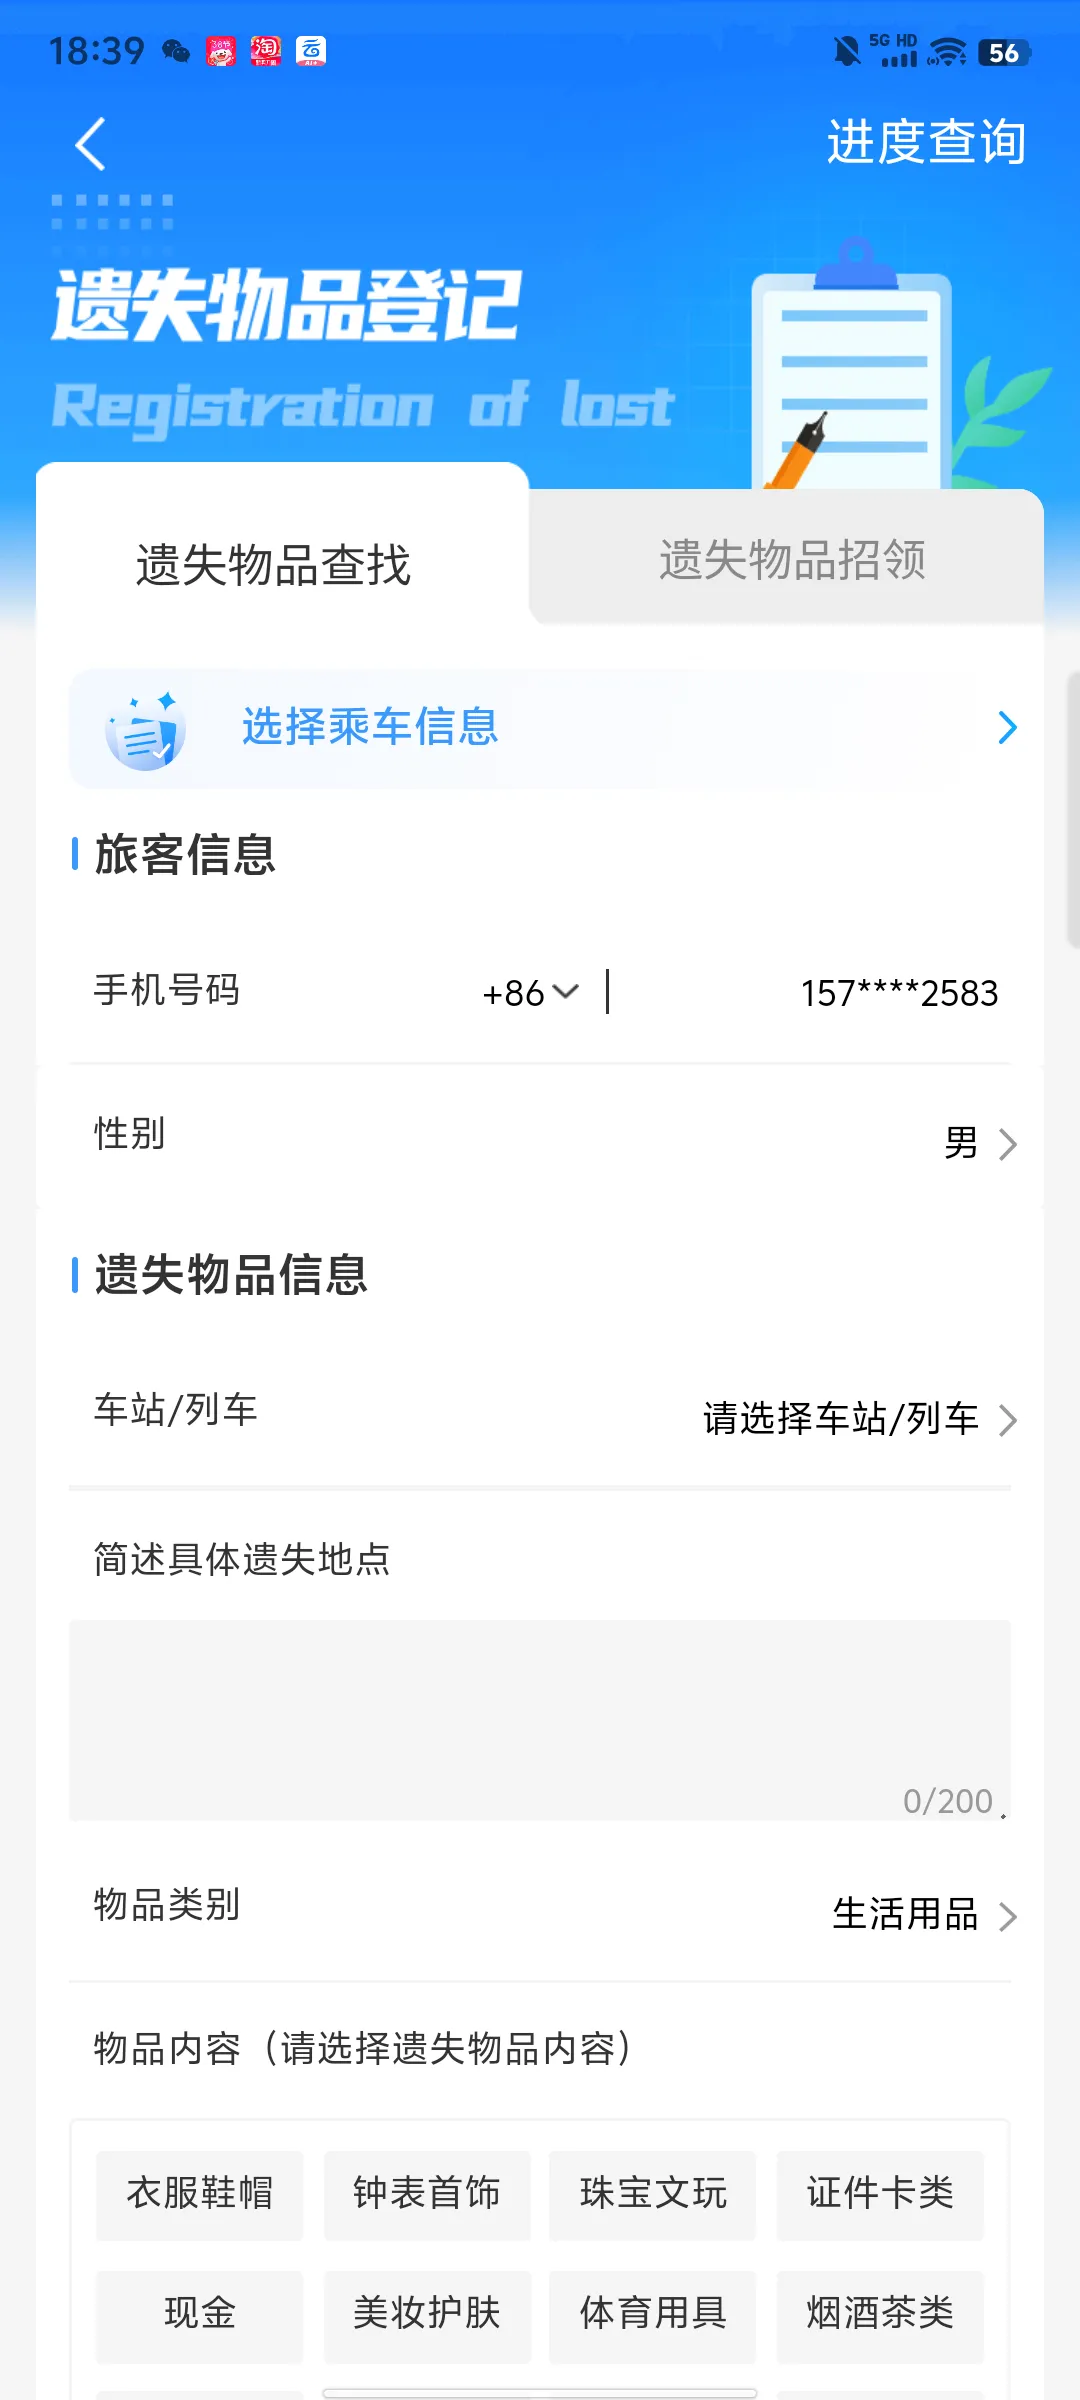 18:39
5G HD
56
进度查询
遗失物品登记
Registration of lost
遗失物品查找
遗失物品招领
选择乘车信息
旅客信息
手机号码 +86 157****2583
性别 男
遗失物品信息
车站/列车 请选择车站/列车
简述具体遗失地点
0/200
物品类别 生活用品
物品内容（请选择遗失物品内容）
衣服鞋帽 钟表首饰 珠宝文玩 证件卡类
现金 美妆护肤 体育用具 烟酒茶类